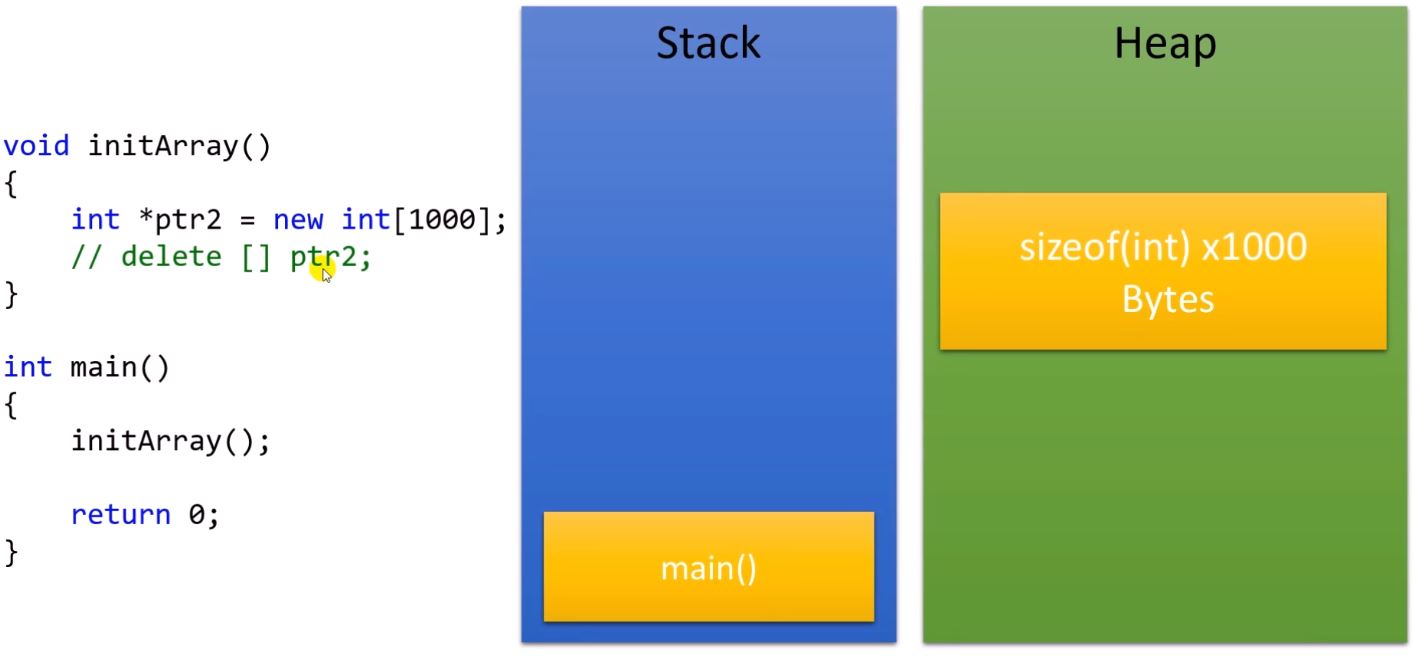 void initArray()
{
    int *ptr2 = new int[1000];
    // delete [] ptr2;
}
int main()
{
    initArray();
    return 0;
}
Stack
main()
Heap
sizeof(int) x1000
Bytes